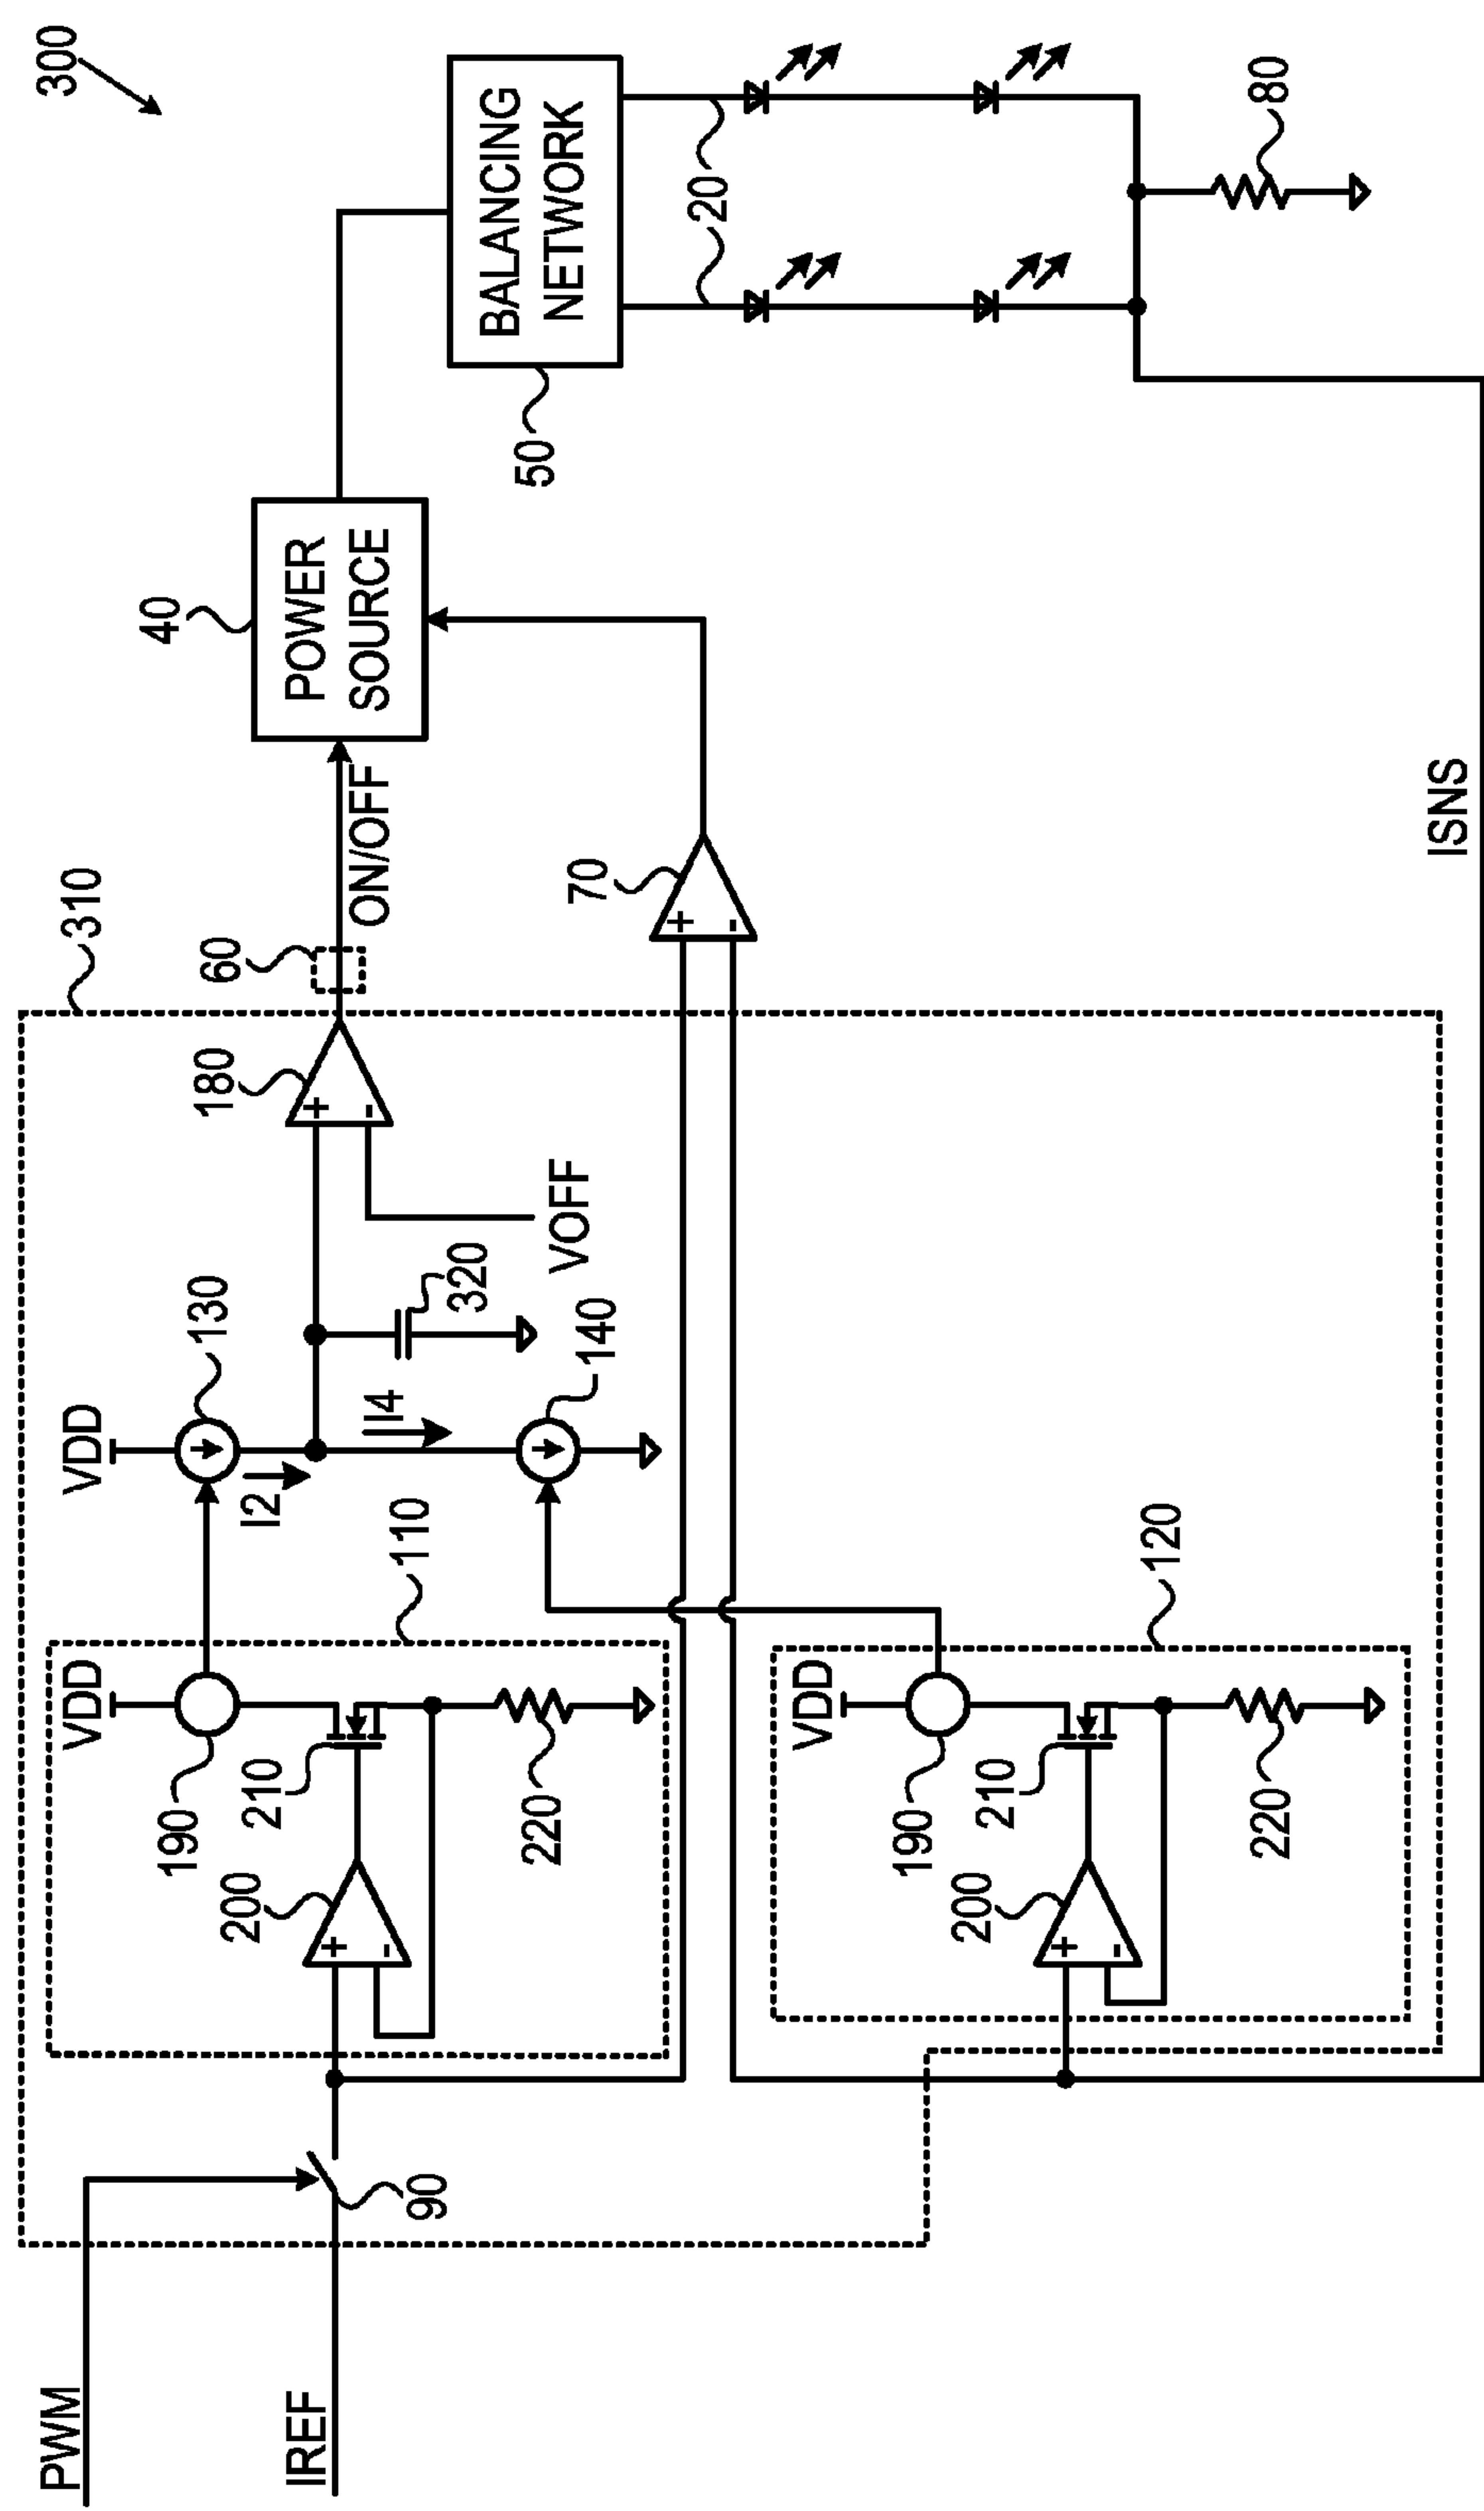 300
310
40
60
ON/OFF
POWER
SOURCE
BALANCING
NETWORK
50
20
80
180
+
-
VOFF
320
VDD
130
I2
I4
140
70
+
-
ISNS
110
VDD
190
200
210
220
+
-
120
VDD
190
200
210
220
+
-
90
PWM
IREF